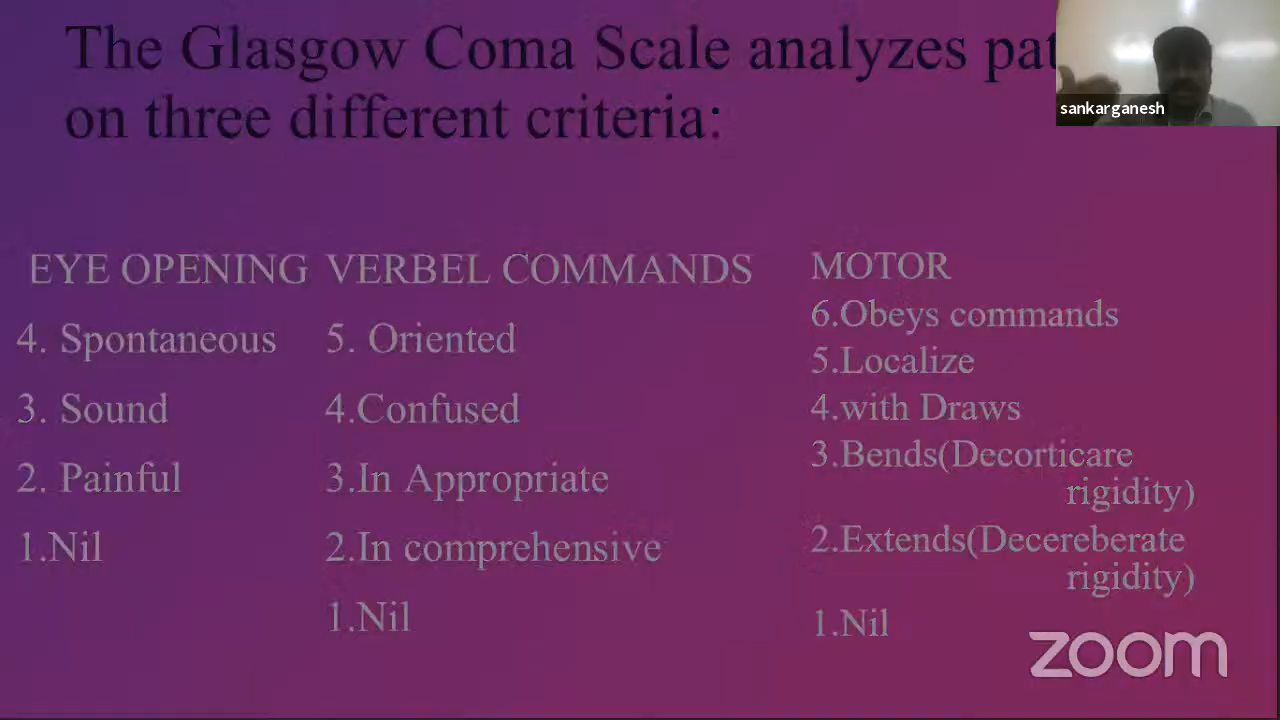 The Glasgow Coma Scale analyzes
on three different criteria:
sankarganesh
EYE OPENING
4. Spontaneous
3. Sound
2. Painful
1.Nil
VERBEL COMMANDS
5. Oriented
4.Confused
3.In Appropriate
2.In comprehensive
1.Nil
MOTOR
6.Obeys commands
5.Localize
4.with Draws
3.Bends(Decorticare
rigidity)
2.Extends(Decereberate
rigidity)
1.Nil
zoom